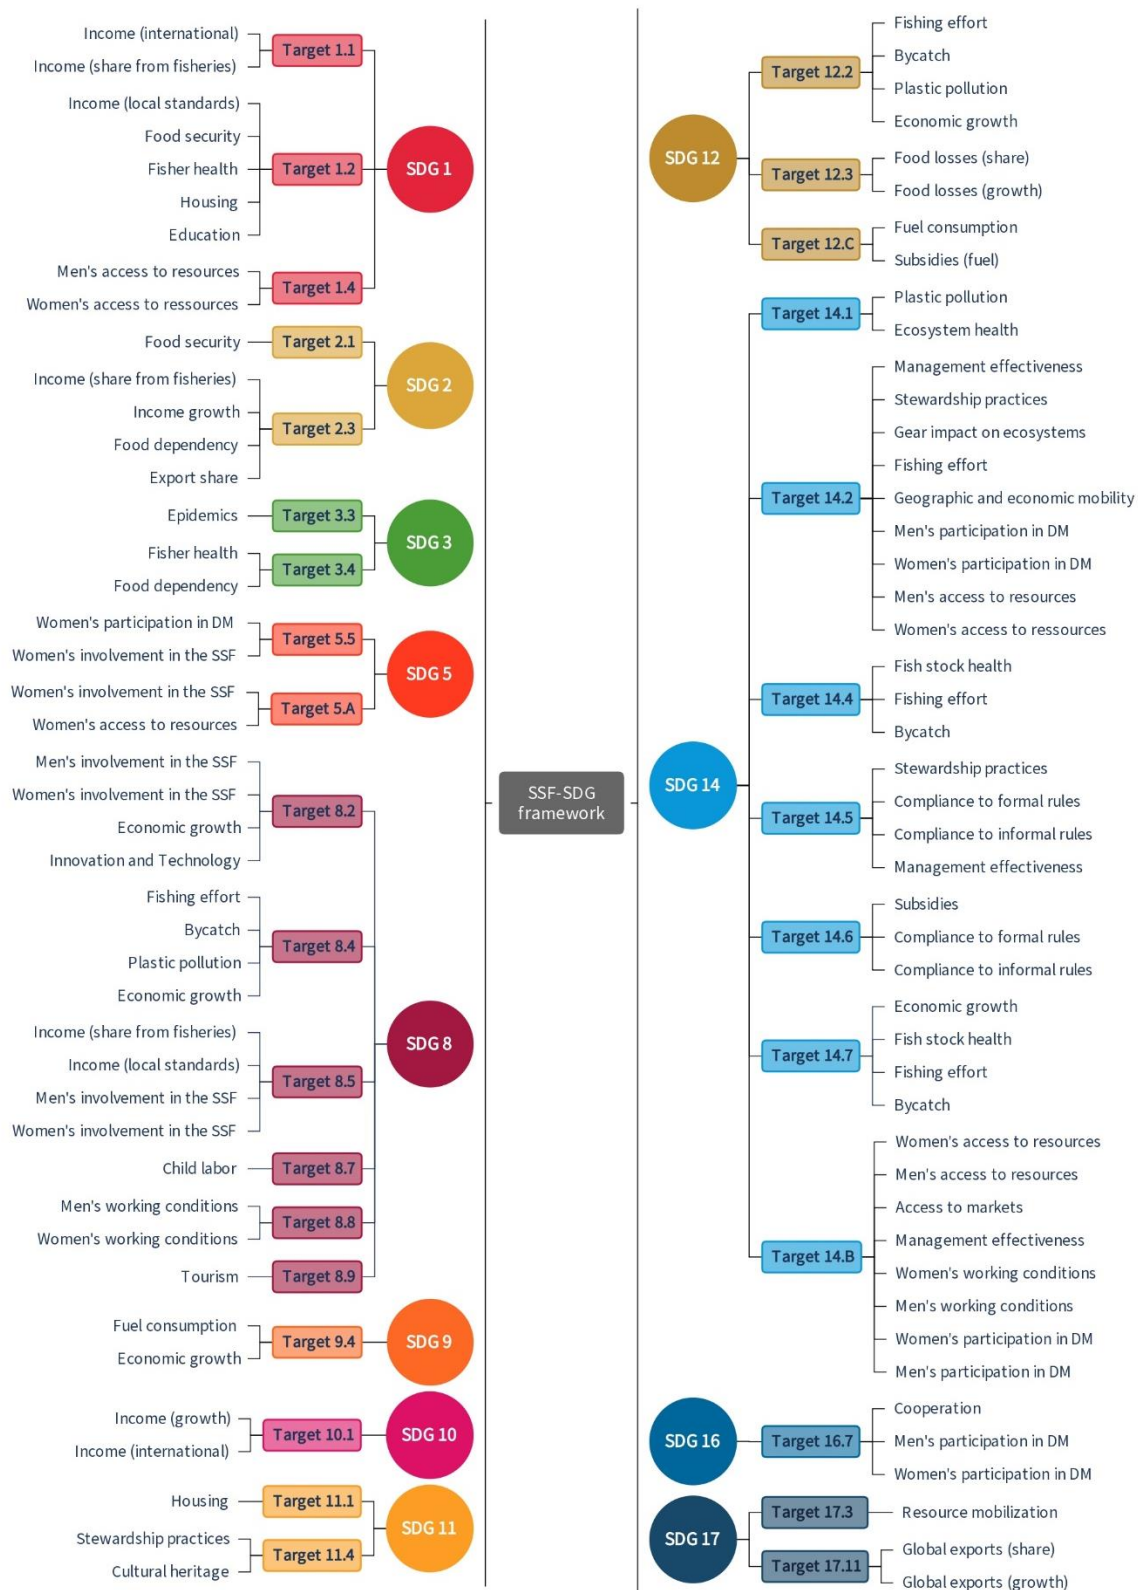 Income (international)
Income (share from fisheries)
Target 1.1
Income (local standards)
Food security
Fisher health
Housing
Education
Target 1.2
Men's access to resources
Women's access to ressources
Target 1.4
SDG 1
Food security
Target 2.1
Income (share from fisheries)
Income growth
Food dependency
Export share
Target 2.3
SDG 2
Epidemics
Target 3.3
Fisher health
Food dependency
Target 3.4
SDG 3
Women's participation in DM
Women's involvement in the SSF
Target 5.5
Women's involvement in the SSF
Women's access to resources
Target 5.A
SDG 5
Men's involvement in the SSF
Women's involvement in the SSF
Economic growth
Innovation and Technology
Target 8.2
Fishing effort
Bycatch
Plastic pollution
Economic growth
Target 8.4
Income (share from fisheries)
Income (local standards)
Men's involvement in the SSF
Women's involvement in the SSF
Target 8.5
Child labor
Target 8.7
Men's working conditions
Women's working conditions
Target 8.8
Tourism
Target 8.9
SDG 8
Fuel consumption
Economic growth
Target 9.4
SDG 9
Income (growth)
Income (international)
Target 10.1
SDG 10
Housing
Target 11.1
Stewardship practices
Cultural heritage
Target 11.4
SDG 11
SSF-SDG
framework
SDG 12
Target 12.2
Fishing effort
Bycatch
Plastic pollution
Economic growth
Target 12.3
Food losses (share)
Food losses (growth)
Target 12.C
Fuel consumption
Subsidies (fuel)
SDG 14
Target 14.1
Plastic pollution
Ecosystem health
Target 14.2
Management effectiveness
Stewardship practices
Gear impact on ecosystems
Fishing effort
Geographic and economic mobility
Men's participation in DM
Women's participation in DM
Men's access to resources
Women's access to ressources
Target 14.4
Fish stock health
Fishing effort
Bycatch
Target 14.5
Stewardship practices
Compliance to formal rules
Compliance to informal rules
Management effectiveness
Target 14.6
Subsidies
Compliance to formal rules
Compliance to informal rules
Target 14.7
Economic growth
Fish stock health
Fishing effort
Bycatch
Target 14.B
Women's access to resources
Men's access to resources
Access to markets
Management effectiveness
Women's working conditions
Men's working conditions
Women's participation in DM
Men's participation in DM
SDG 16
Target 16.7
Cooperation
Men's participation in DM
Women's participation in DM
SDG 17
Target 17.3
Resource mobilization
Target 17.11
Global exports (share)
Global exports (growth)